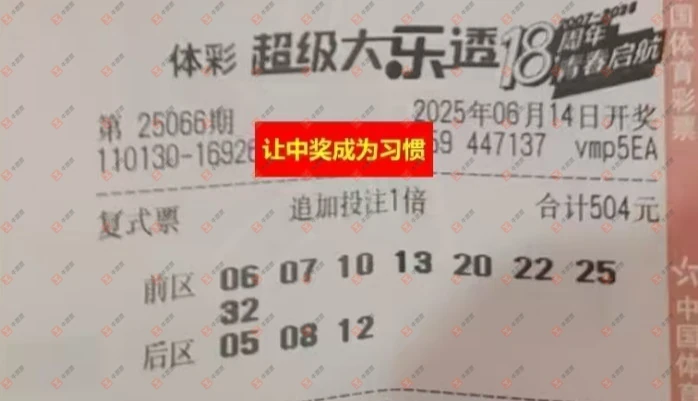 体彩 超级大乐透 18周年 青春启航
2007-2025
第 25066期 2025年06月14日开奖
110130-16926 59 447137 vmp5EA
让中奖成为习惯
复式票 追加投注1倍 合计504元
前区 06 07 10 13 20 22 25
32
后区 05 08 12
国体育彩票
中国体育